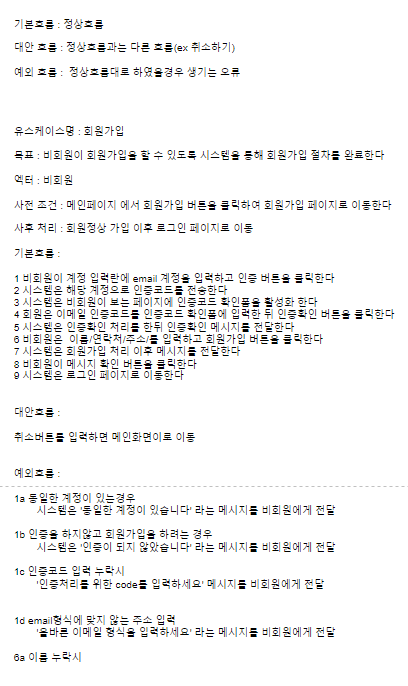 기본흐름 : 정상흐름
대안 흐름 : 정상흐름과는 다른 흐름(ex 취소하기)
예외 흐름 :  정상흐름대로 하였을경우 생기는 오류
유스케이스명 : 회원가입
목표 : 비회원이 회원가입을 할 수 있도록 시스템을 통해 회원가입 절차를 완료한다
엑터 : 비회원
사전 조건 : 메인페이지 에서 회원가입 버튼을 클릭하여 회원가입 페이지로 이동한다
사후 처리 : 회원정상 가입 이후 로그인 페이지로 이동
기본흐름 :
1 비회원이 계정 입력란에 email 계정을 입력하고 인증 버튼을 클릭한다
2 시스템은 해당 계정으로 인증코드를 전송한다
3 시스템은 비회원이 보는 페이지에 인증코드 확인폼을 활성화 한다
4 회원은 이메일 인증코드를 인증코드 확인폼에 입력한 뒤 인증확인 버튼을 클릭한다
5 시스템은 인증확인 처리를 한뒤 인증확인 메시지를 전달한다
6 비회원은  이름/연락처/주소/를 입력하고 회원가입 버튼을 클릭한다
7 시스템은 회원가입 처리 이후 메시지를 전달한다
8 비회원이 메시지 확인 버튼을 클릭한다
9 시스템은 로그인 페이지로 이동한다
대안흐름 :
취소버튼를 입력하면 메인화면이로 이동
예외흐름 :
1a 동일한 계정이 있는경우
시스템은 '동일한 계정이 있습니다' 라는 메시지를 비회원에게 전달
1b 인증을 하지않고 회원가입을 하려는 경우
시스템은 '인증이 되지 않았습니다' 라는 메시지를 비회원에게 전달
1c 인증코드 입력 누락시
'인증처리를 위한 code를 입력하세요' 메시지를 비회원에게 전달
1d email형식에 맞지 않는 주소 입력
'올바른 이메일 형식을 입력하세요' 라는 메시지를 비회원에게 전달
6a 이름 누락시